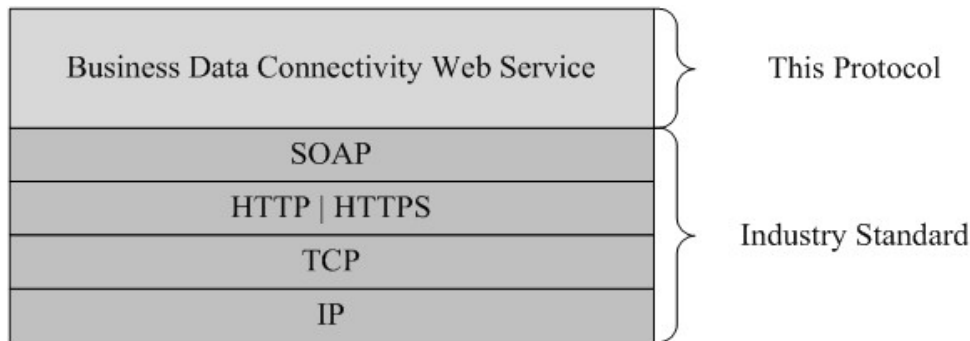 Business Data Connectivity Web Service
This Protocol
SOAP
HTTP | HTTPS
TCP
IP
Industry Standard